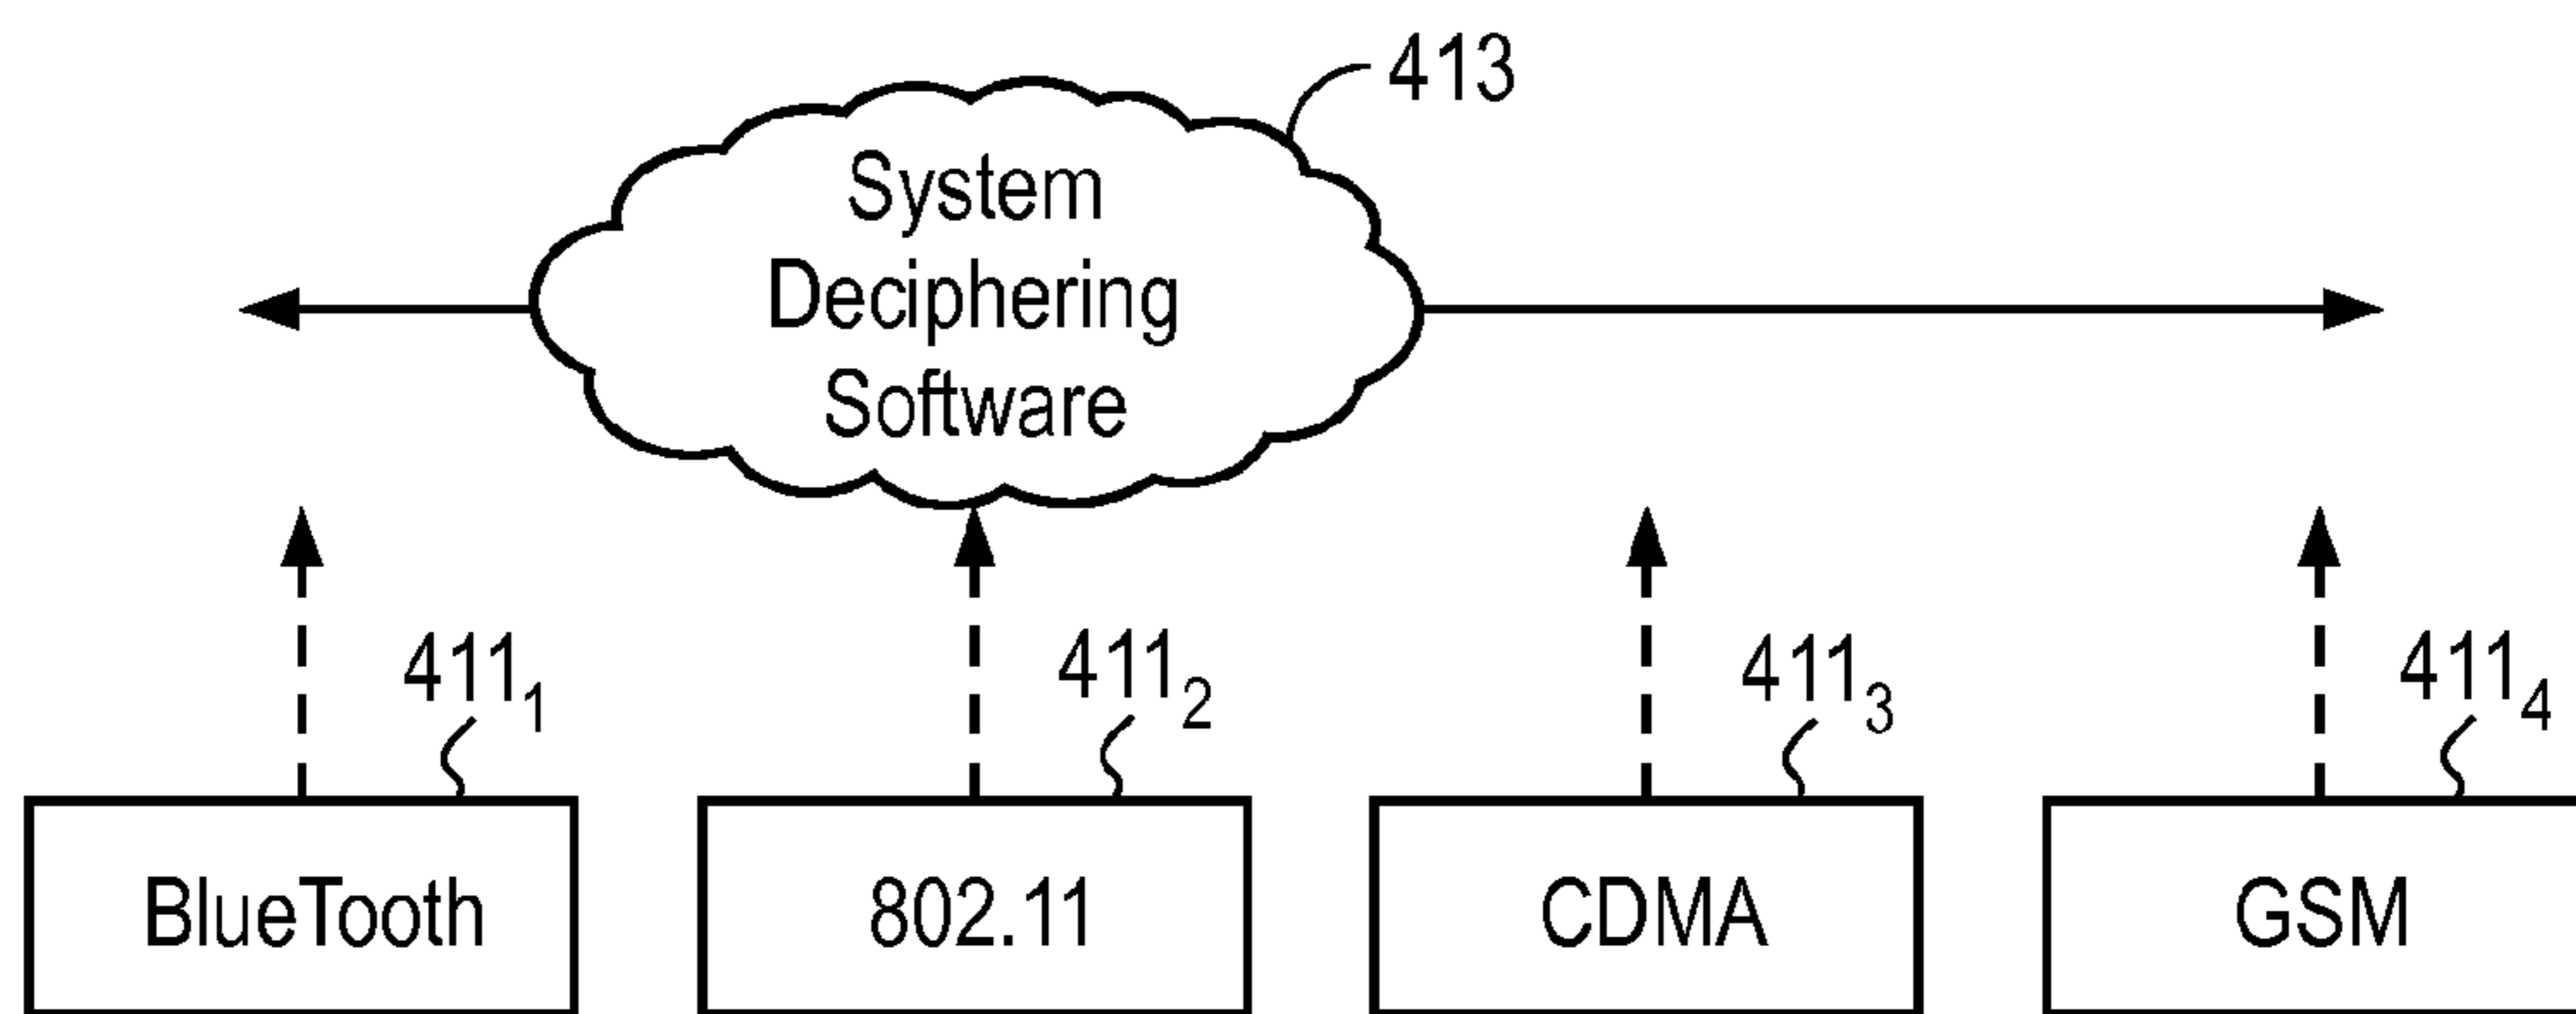 413
System
Deciphering
Software
411₁ 411₂ 411₃ 411₄
BlueTooth 802.11 CDMA GSM